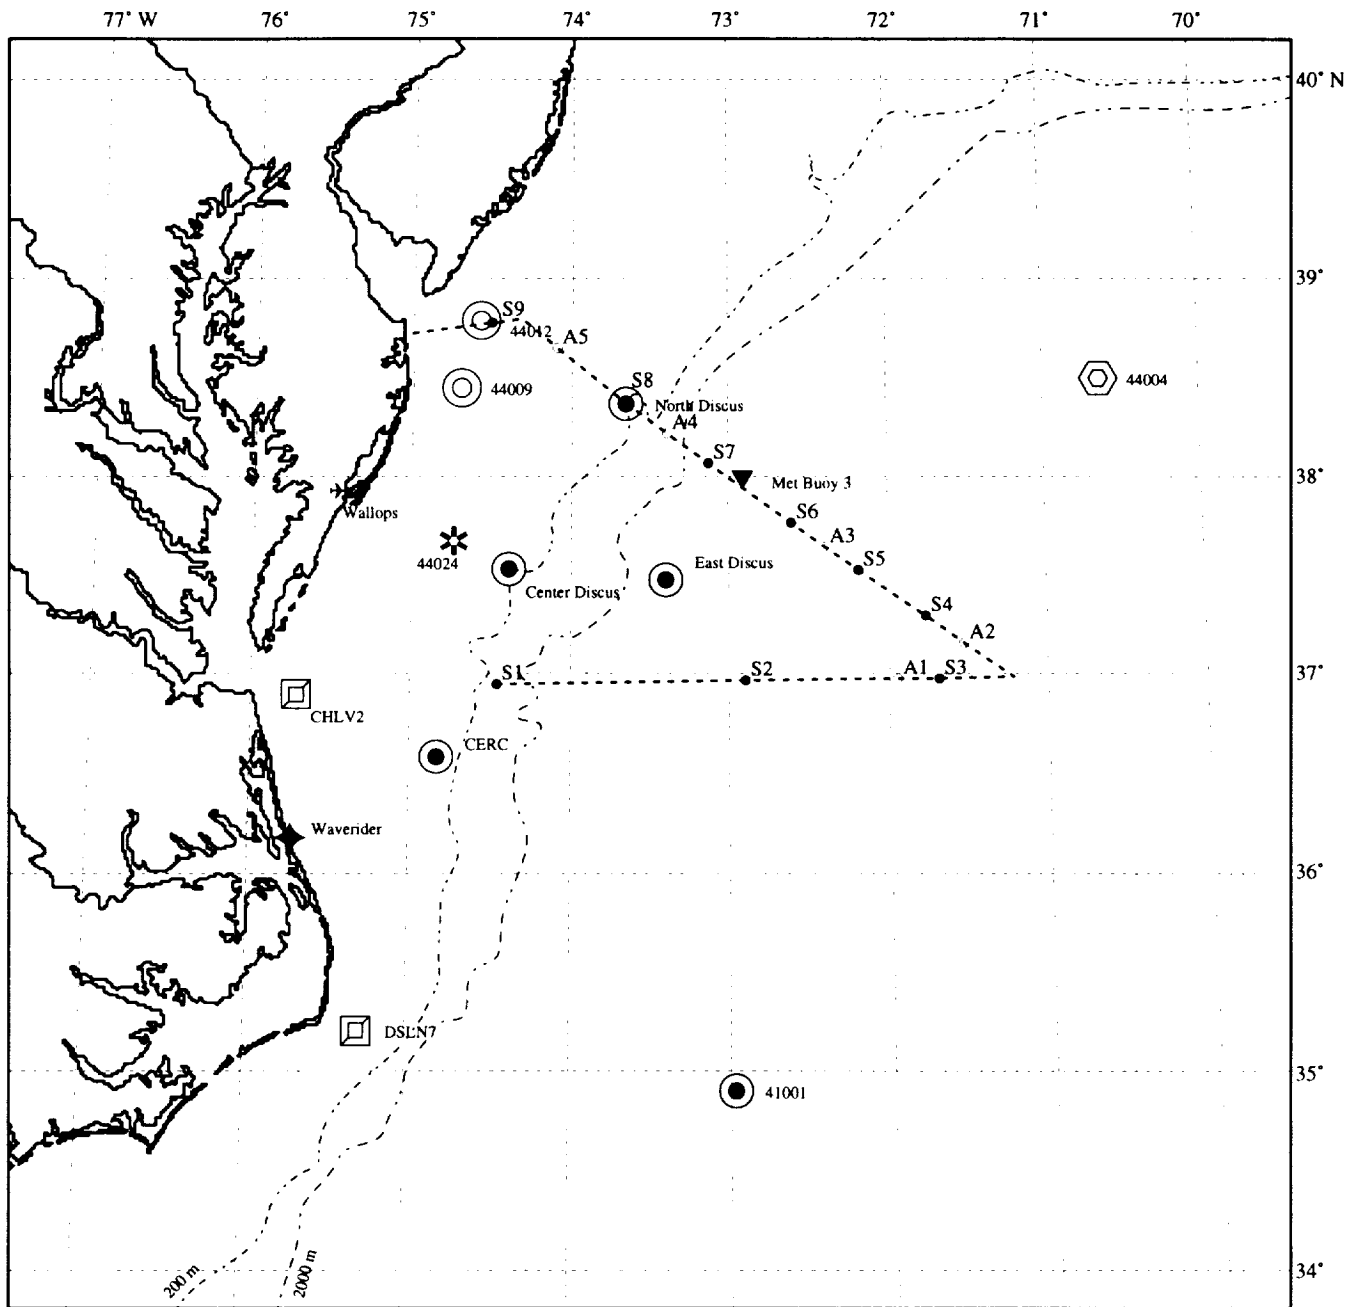 77° W 76° 75° 74° 73° 72° 71° 70°
40° N
39°
S9
44012
A5
S8
44009
44004
North Discus
A4
S7
38°
Met Buoy 3
Wallops
S6
A3
44024
East Discus
S5
Center Discus
S4
A2
S1
S2
A1
S3
37°
CHLV2
CERC
Waverider
36°
DSLN7
35°
41001
200 m
2000 m
34°